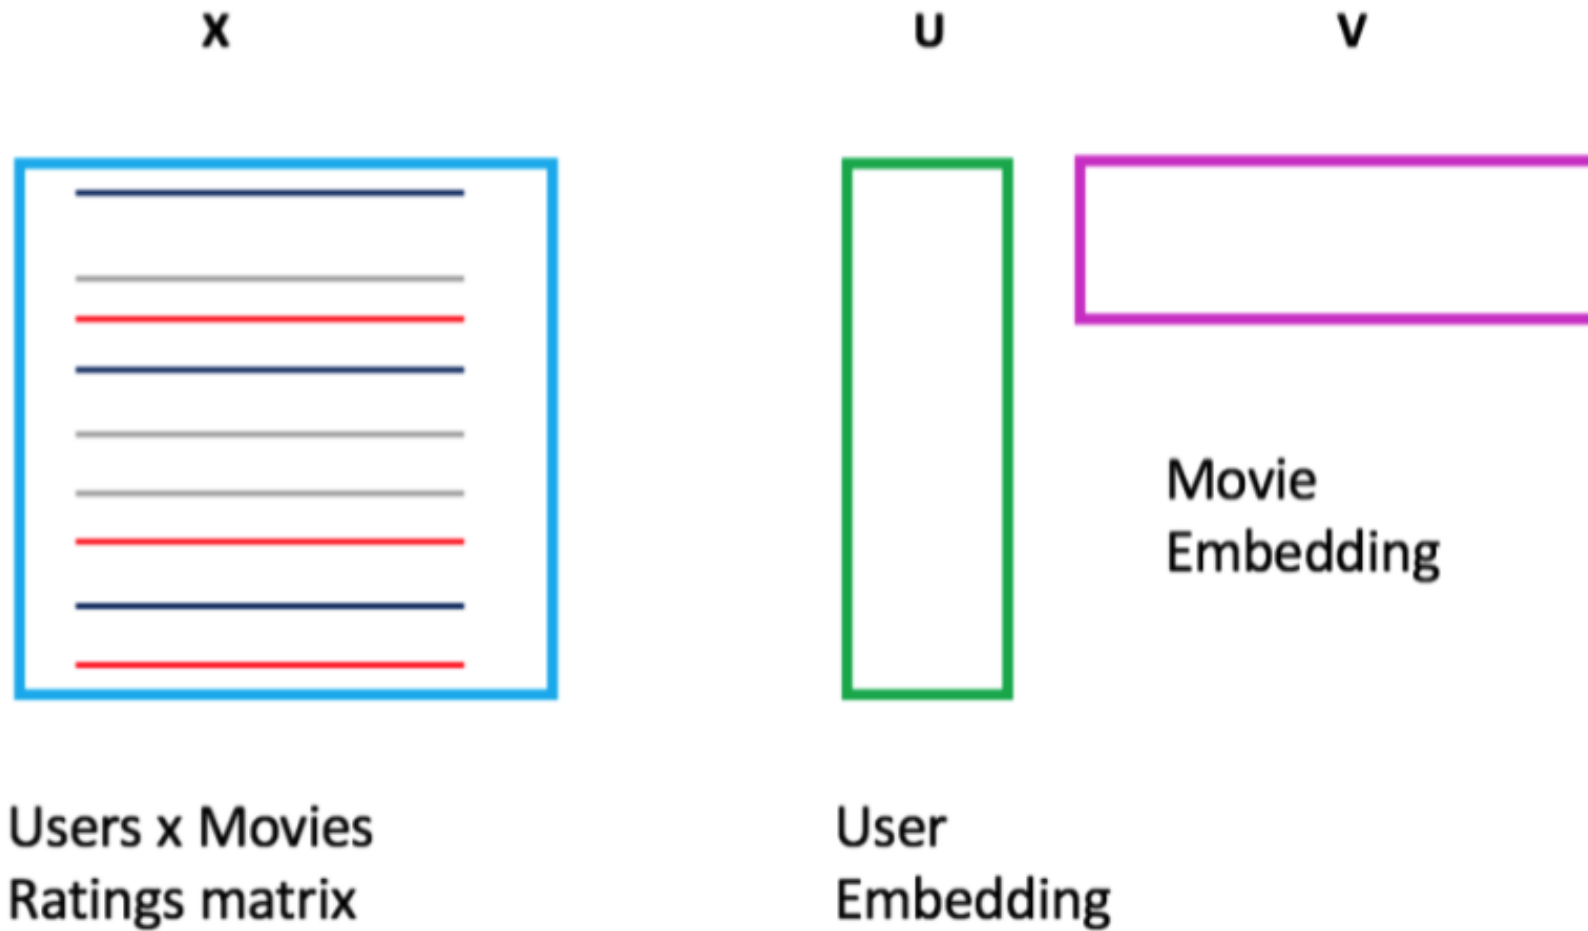 X
U
V
Movie
Embedding
Users x Movies
Ratings matrix
User
Embedding